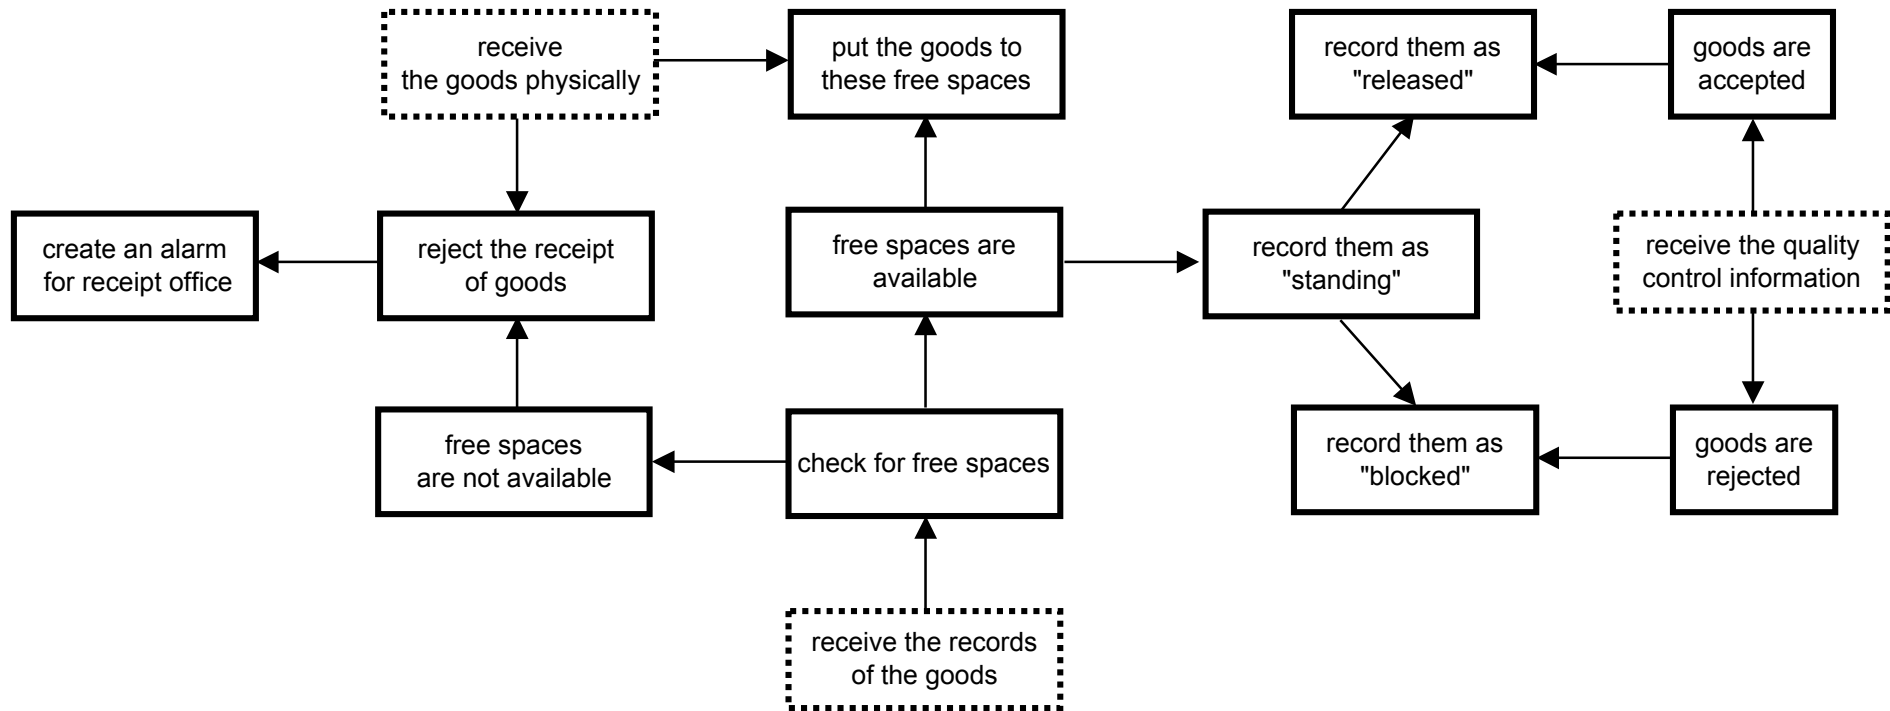 receive
the goods physically
put the goods to
these free spaces
record them as
"released"
goods are
accepted
create an alarm
for receipt office
reject the receipt
of goods
free spaces are
available
record them as
"standing"
receive the quality
control information
free spaces
are not available
check for free spaces
record them as
"blocked"
goods are
rejected
receive the records
of the goods